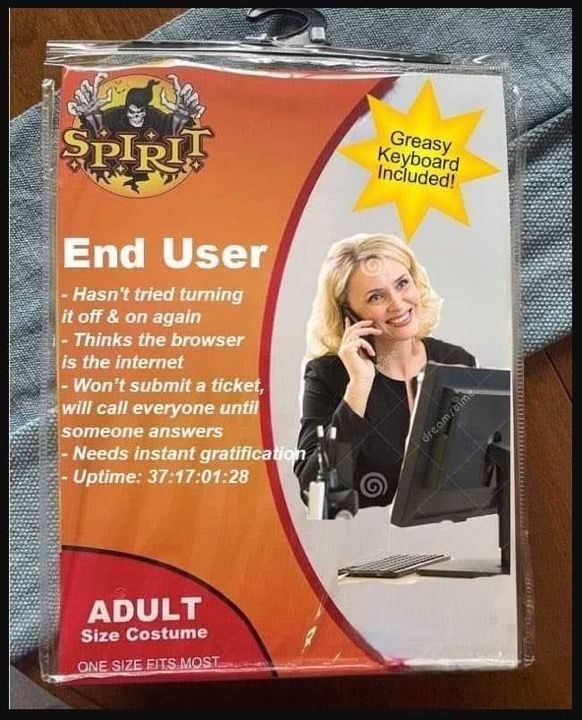 SPIRIT
Greasy
Keyboard
Included!
End User
- Hasn't tried turning
it off & on again
- Thinks the browser
is the internet
- Won't submit a ticket,
will call everyone until
someone answers
- Needs instant gratification
- Uptime: 37:17:01:28
dreamstime
ADULT
Size Costume
ONE SIZE FITS MOST